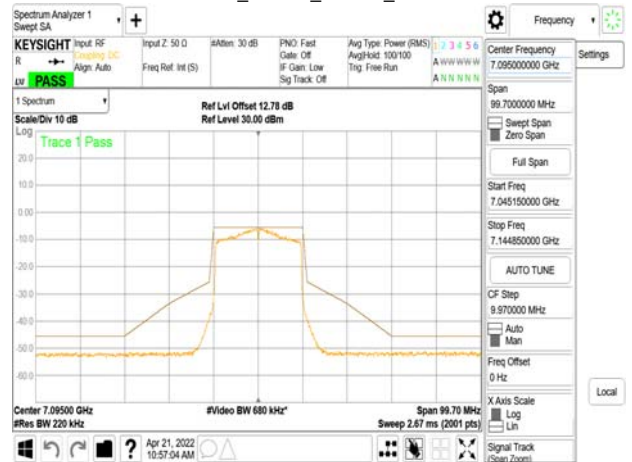 Spectrum Analyzer 1
Swept SA
Frequency
KEYSIGHT
Input: RF
Coupling: DC
Align: Auto
Input Z: 50 Ω
Freq Ref: Int (S)
#Atten: 30 dB
PNO: Fast
Gate: Off
IF Gain: Low
Sig Track: Off
Avg Type: Power (RMS)
Avg|Hold: 100/100
Trig: Free Run
1 2 3 4 5 6
A W W W W W
A N N N N N
R
LV PASS
1 Spectrum
Scale/Div 10 dB
Ref Lvl Offset 12.78 dB
Ref Level 30.00 dBm
Log
Trace 1 Pass
20.0
10.0
0.00
-10.0
-20.0
-30.0
-40.0
-50.0
-60.0
Center 7.09500 GHz
#Res BW 220 kHz
#Video BW 680 kHz*
Span 99.70 MHz
Sweep 2.67 ms (2001 pts)
Apr 21, 2022
10:57:04 AM
Center Frequency
7.095000000 GHz
Settings
Span
99.7000000 MHz
Swept Span
Zero Span
Full Span
Start Freq
7.045150000 GHz
Stop Freq
7.144850000 GHz
AUTO TUNE
CF Step
9.970000 MHz
Auto
Man
Freq Offset
0 Hz
X Axis Scale
Log
Lin
Local
Signal Track
(Span Zoom)